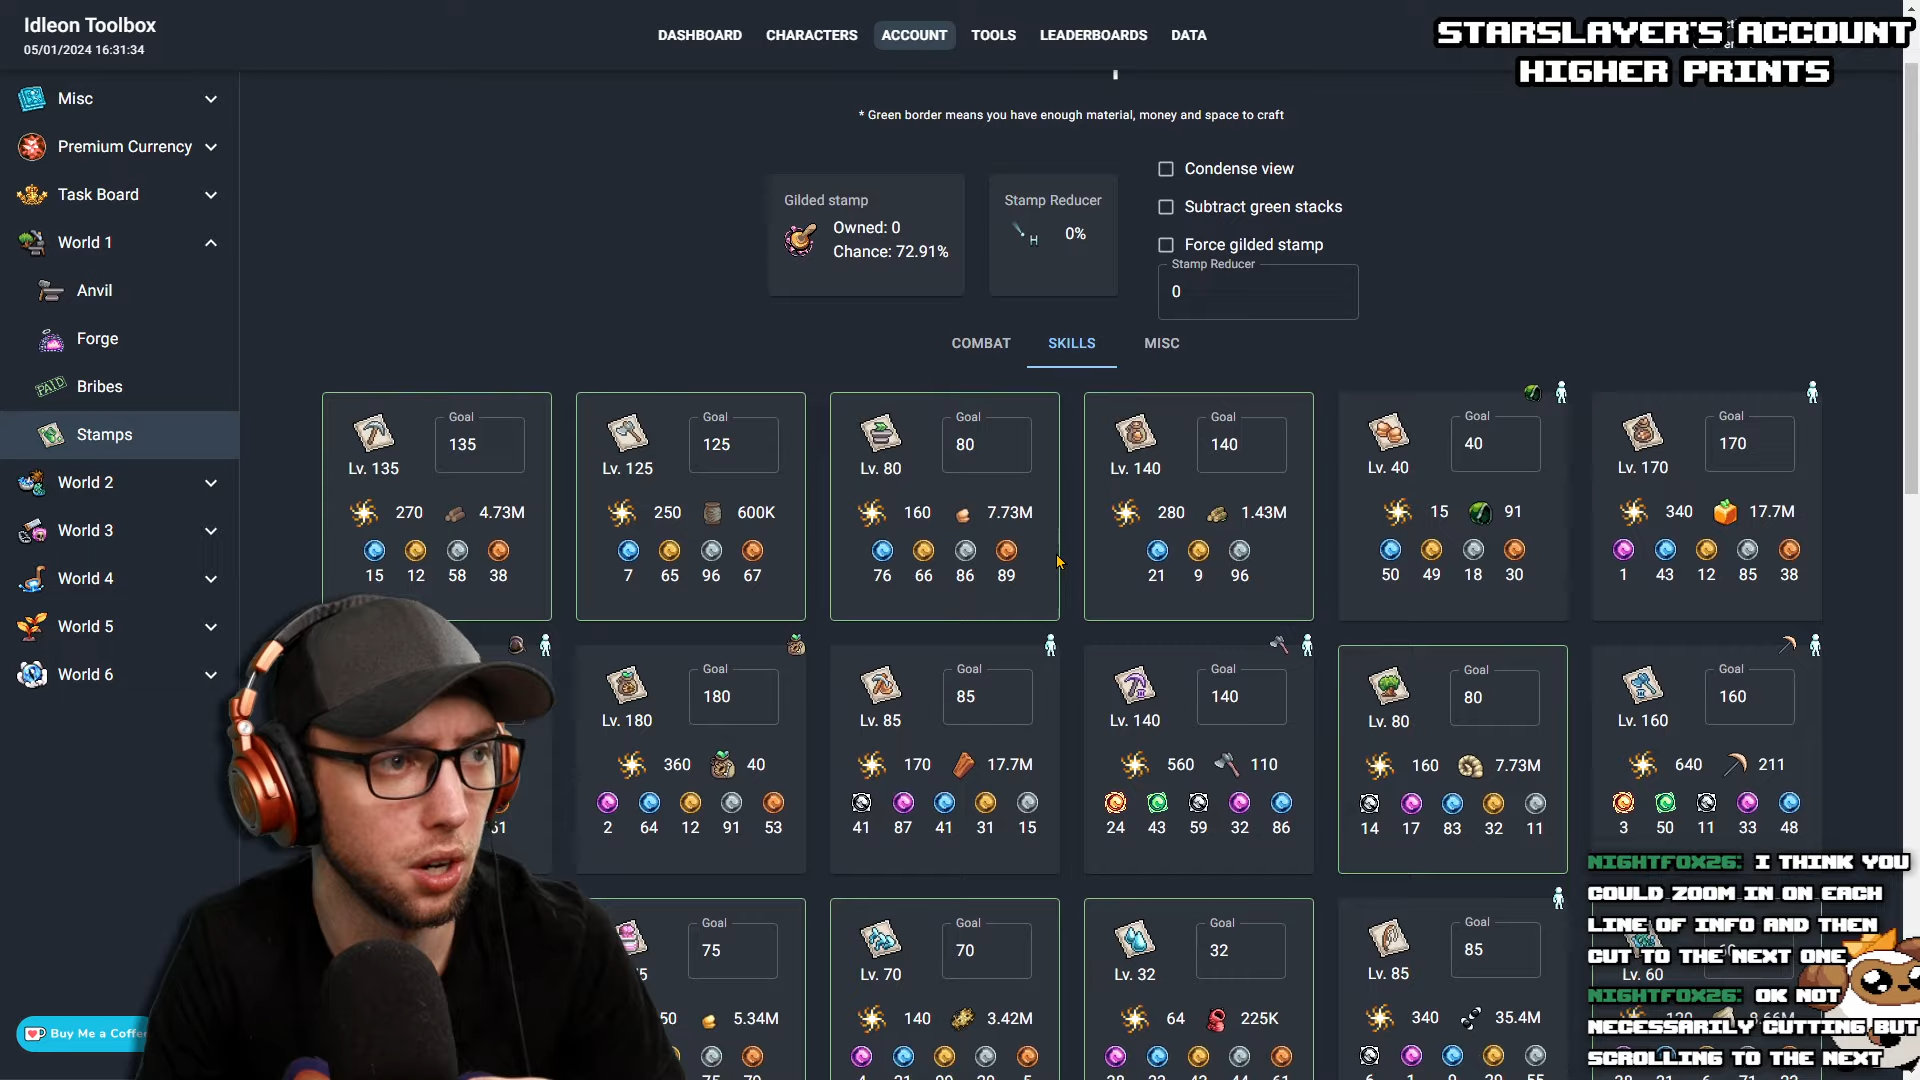 Idleon Toolbox
05/01/2024 16:31:34
DASHBOARD CHARACTERS ACCOUNT TOOLS LEADERBOARDS DATA
STARSLAYER'S ACCOUNT
HIGHER PRINTS
Misc
Premium Currency
Task Board
World 1
Anvil
Forge
Bribes
PAID
Stamps
World 2
World 3
World 4
World 5
World 6
Buy Me a Coffee
* Green border means you have enough material, money and space to craft
Gilded stamp
Owned: 0
Chance: 72.91%
Stamp Reducer
H 0%
Condense view
Subtract green stacks
Force gilded stamp
Stamp Reducer
0
COMBAT SKILLS MISC
Goal Goal Goal Goal Goal Goal
135 125 80 140 40 170
Lv. 135 Lv. 125 Lv. 80 Lv. 140 Lv. 40 Lv. 170
270 4.73M 250 600K 160 7.73M 280 1.43M 15 91 340 17.7M
15 12 58 38 7 65 96 67 76 66 86 89 21 9 96 50 49 18 30 1 43 12 85 38
Goal Goal Goal Goal Goal
180 85 140 80 160
Lv. 180 Lv. 85 Lv. 140 Lv. 80 Lv. 160
360 40 170 17.7M 560 110 160 7.73M 640 211
2 64 12 91 53 41 87 41 31 15 24 43 59 32 86 14 17 83 32 11 3 50 11 33 48
Goal Goal Goal Goal
75 70 32 85
Lv. 70 Lv. 32 Lv. 85 Lv. 60
50 5.34M 140 3.42M 64 225K 340 35.4M
NIGHTFOX26: I THINK YOU
COULD ZOOM IN ON EACH
LINE OF INFO AND THEN
CUT TO THE NEXT ONE
NIGHTFOX26: OK NOT
NECESSARILY CUTTING BUT
SCROLLING TO THE NEXT